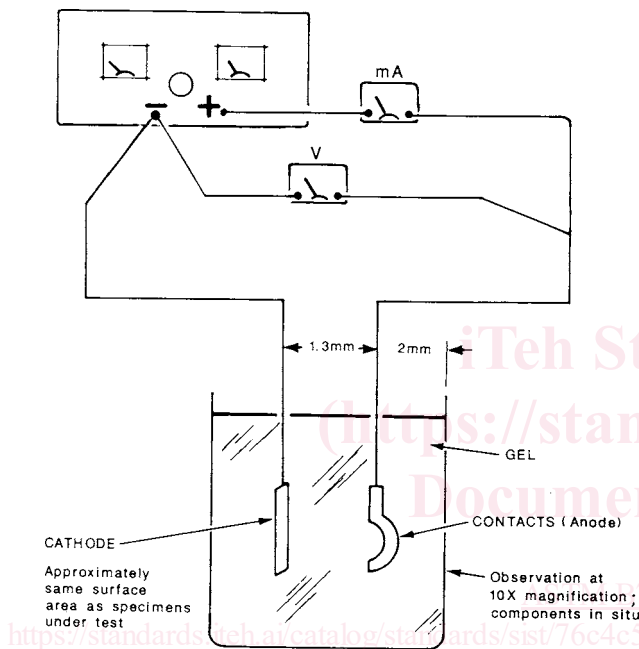 mA
− +
V
1.3mm
2mm
iTeh St
(https://stan
Docume
GEL
CONTACTS (Anode)
CATHODE
Approximately
same surface
area as specimens
under test
Observation at
10X magnification;
components in situ
https://standards.iteh.ai/catalog/standards/sist/76c4c5